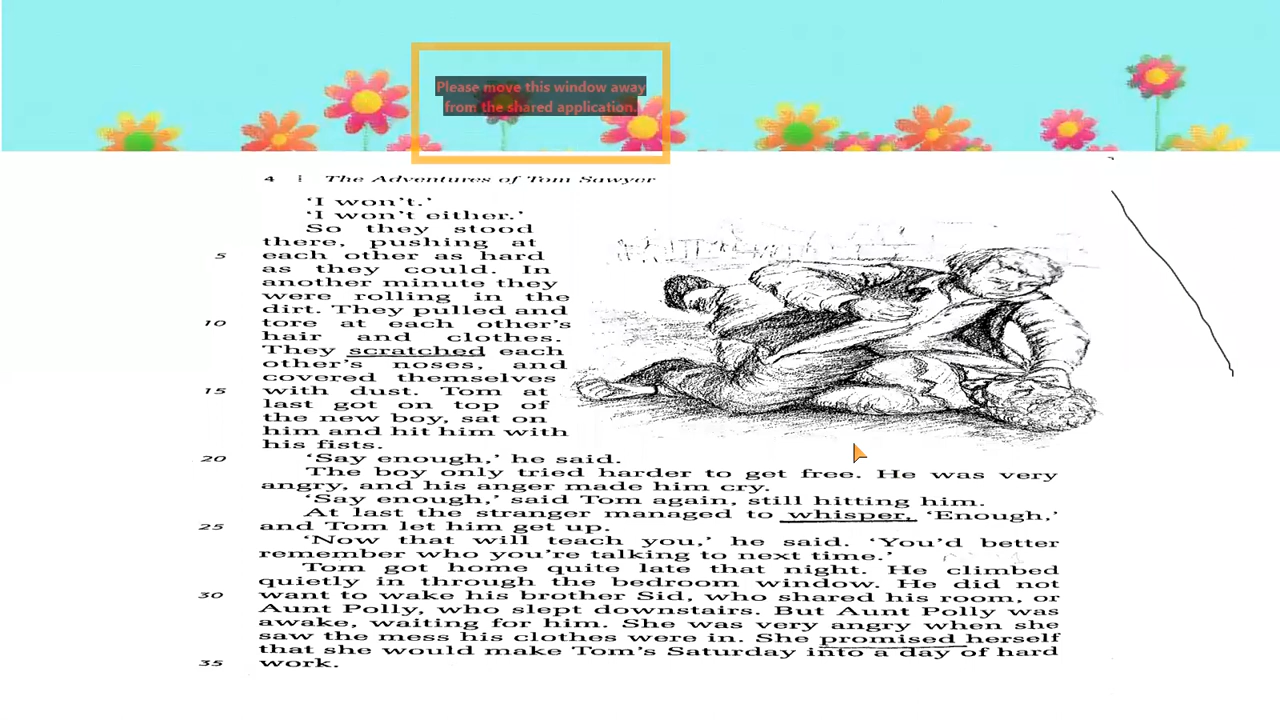 Please move this window away
from the shared application.
4 The Adventures of Tom Sawyer
‘I won’t.’
‘I won’t either.’
So they stood
there, pushing at
5 each other as hard
as they could. In
another minute they
were rolling in the
dirt. They pulled and
10 tore at each other’s
hair and clothes.
They scratched each
other’s noses, and
covered themselves
15 with dust. Tom at
last got on top of
the new boy, sat on
him and hit him with
his fists.
20 ‘Say enough,’ he said.
The boy only tried harder to get free. He was very
angry, and his anger made him cry.
‘Say enough,’ said Tom again, still hitting him.
At last the stranger managed to whisper, ‘Enough,’
25 and Tom let him get up.
‘Now that will teach you,’ he said. ‘You’d better
remember who you’re talking to next time.’
Tom got home quite late that night. He climbed
quietly in through the bedroom window. He did not
30 want to wake his brother Sid, who shared his room, or
Aunt Polly, who slept downstairs. But Aunt Polly was
awake, waiting for him. She was very angry when she
saw the mess his clothes were in. She promised herself
that she would make Tom’s Saturday into a day of hard
35 work.